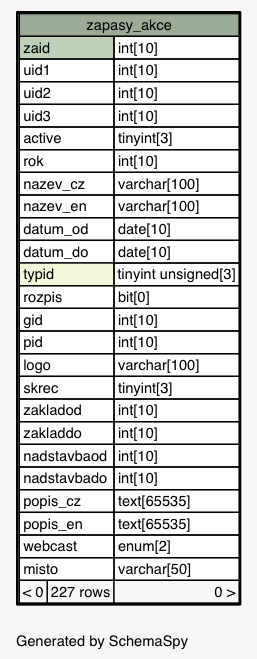 zapasy_akce
zaid int[10]
uid1 int[10]
uid2 int[10]
uid3 int[10]
active tinyint[3]
rok int[10]
nazev_cz varchar[100]
nazev_en varchar[100]
datum_od date[10]
datum_do date[10]
typid tinyint unsigned[3]
rozpis bit[0]
gid int[10]
pid int[10]
logo varchar[100]
skrec tinyint[3]
zakladod int[10]
zakladdo int[10]
nadstavbaod int[10]
nadstavbado int[10]
popis_cz text[65535]
popis_en text[65535]
webcast enum[2]
misto varchar[50]
< 0 227 rows 0 >
Generated by SchemaSpy